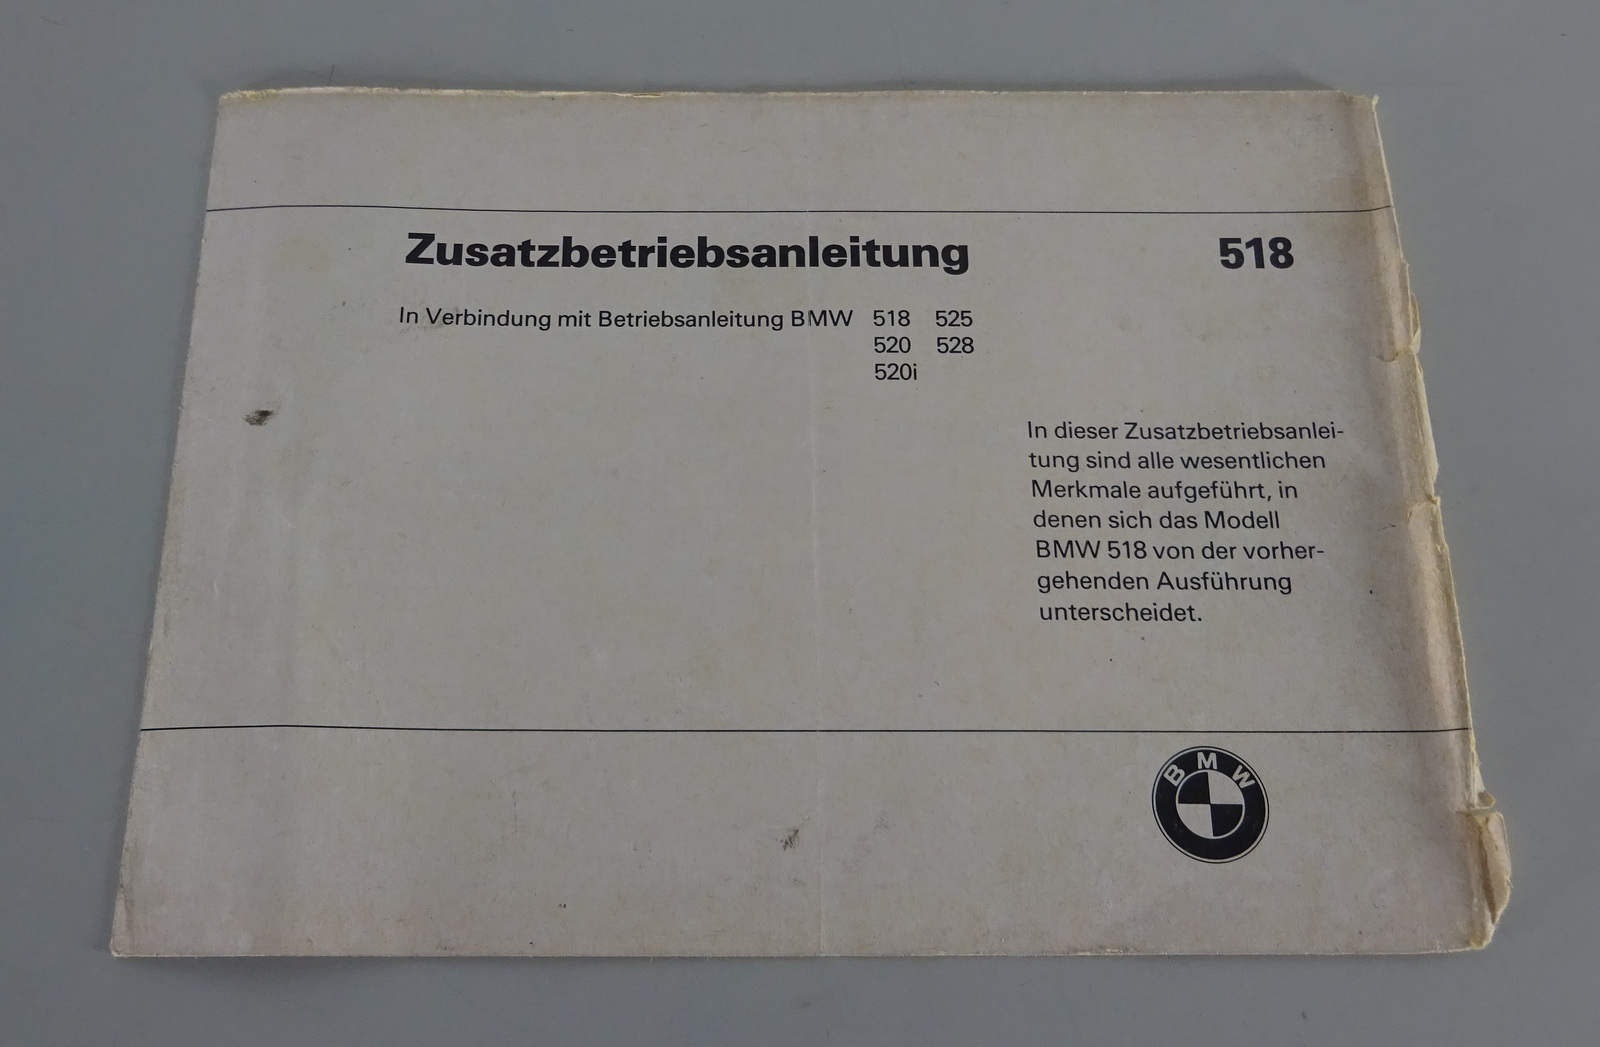 Zusatzbetriebsanleitung 518
In Verbindung mit Betriebsanleitung BMW 518 525
520 528
520i
In dieser Zusatzbetriebsanlei-
tung sind alle wesentlichen
Merkmale aufgeführt, in
denen sich das Modell
BMW 518 von der vorher-
gehenden Ausführung
unterscheidet.
BMW